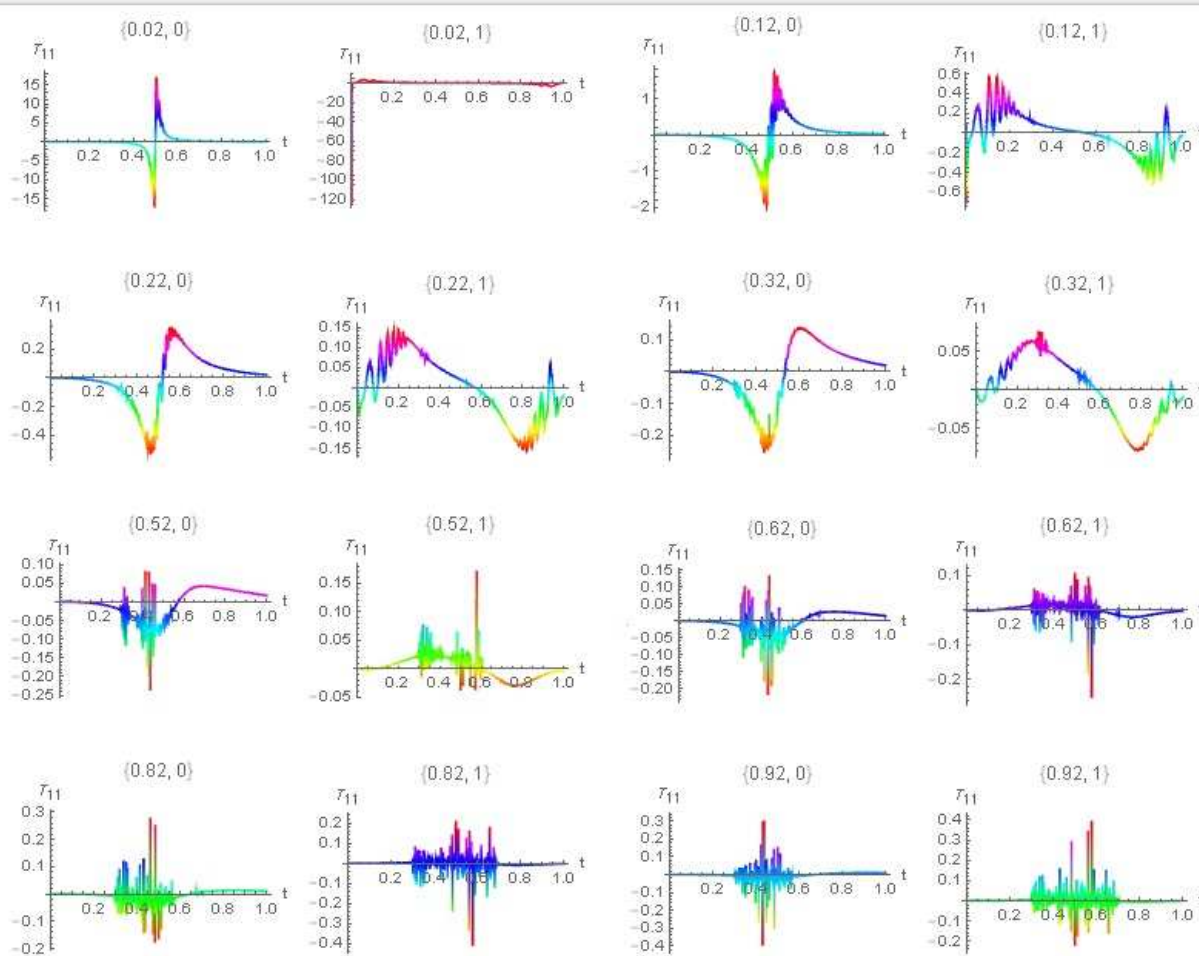 {0.02, 0} {0.02, 1} {0.12, 0} {0.12, 1}
T11 T11 T11 T11
15 10 5 −5 −10 −15 0.2 0.4 0.6 0.8 1.0 t
−20 −40 −60 −80 −100 −120 0.2 0.4 0.6 0.8 1.0 t
1 −1 −2 0.2 0.4 0.6 0.8 1.0 t
0.6 0.4 0.2 −0.2 −0.4 −0.6 0.2 0.4 0.6 0.8 1.0
{0.22, 0} {0.22, 1} {0.32, 0} {0.32, 1}
T11 T11 T11 T11
0.2 −0.2 −0.4 0.2 0.4 0.6 0.8 1.0 t
0.15 0.10 0.05 −0.05 −0.10 −0.15 0.2 0.4 0.6 0.8 1.0 t
0.1 −0.1 −0.2 0.2 0.4 0.6 0.8 1.0 t
0.05 −0.05 0.2 0.4 0.6 0.8 1.0 t
{0.52, 0} {0.52, 1} {0.62, 0} {0.62, 1}
T11 T11 T11 T11
0.10 0.05 −0.05 −0.10 −0.15 −0.20 −0.25 0.2 0.4 0.6 0.8 1.0 t
0.15 0.10 0.05 −0.05 0.2 0.4 0.6 0.8 1.0 t
0.15 0.10 0.05 −0.05 −0.10 −0.15 −0.20 0.2 0.4 0.6 0.8 1.0 t
0.1 −0.1 −0.2 0.2 0.4 0.6 0.8 1.0 t
{0.82, 0} {0.82, 1} {0.92, 0} {0.92, 1}
T11 T11 T11 T11
0.3 0.2 0.1 −0.1 −0.2 0.2 0.4 0.6 0.8 1.0 t
0.2 0.1 −0.1 −0.2 −0.3 −0.4 0.2 0.4 0.6 0.8 1.0 t
0.3 0.2 0.1 −0.1 −0.2 −0.3 −0.4 0.2 0.4 0.6 0.8 1.0 t
0.4 0.3 0.2 0.1 −0.1 −0.2 0.2 0.4 0.6 0.8 1.0 t